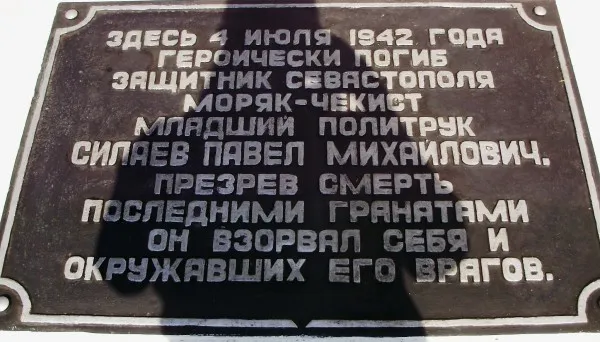 ЗДЕСЬ 4 ИЮЛЯ 1942 ГОДА
ГЕРОИЧЕСКИ ПОГИБ
ЗАЩИТНИК СЕВАСТОПОЛЯ
МОРЯК-ЧЕКИСТ
МЛАДШИЙ ПОЛИТРУК
СИЛАЕВ ПАВЕЛ МИХАЙЛОВИЧ.
ПРЕЗРЕВ СМЕРТЬ
ПОСЛЕДНИМИ ГРАНАТАМИ
ОН ВЗОРВАЛ СЕБЯ И
ОКРУЖАВШИХ ЕГО ВРАГОВ.